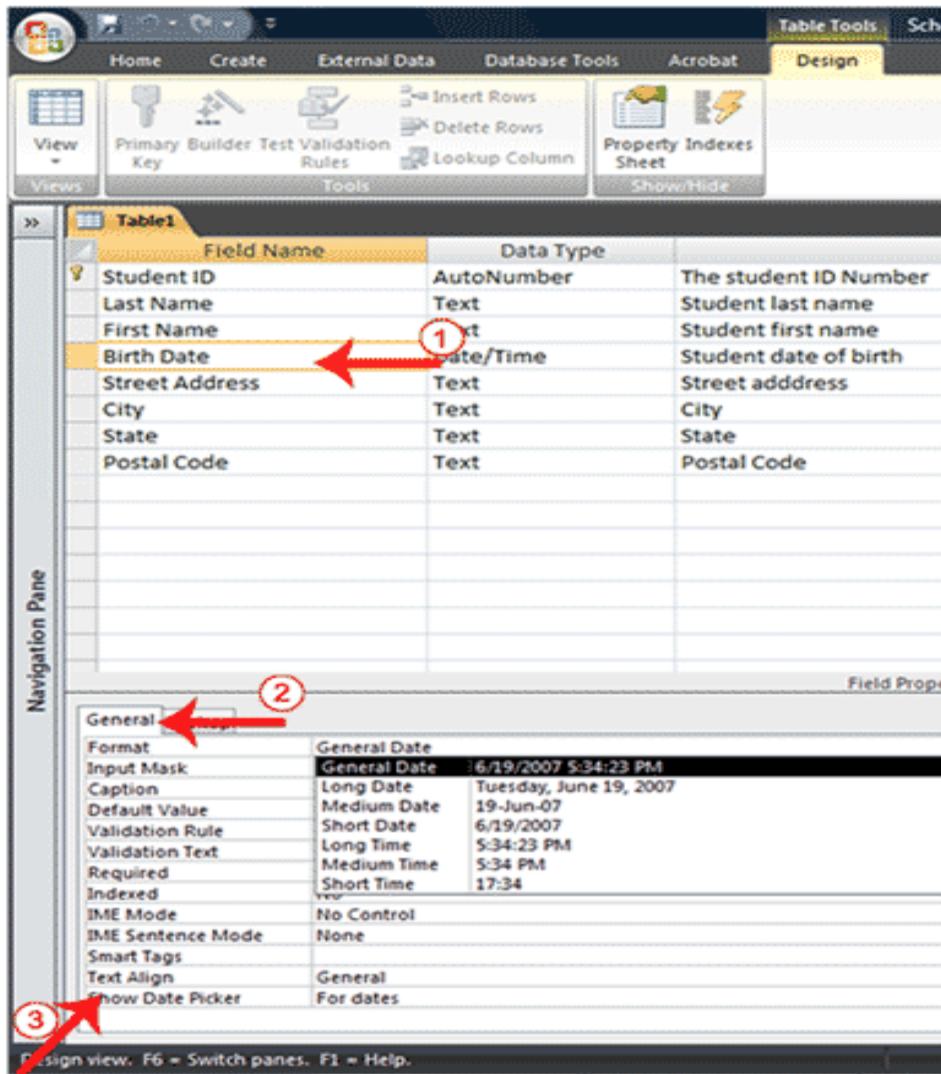 Table Tools Sch
Home Create External Data Database Tools Acrobat Design
View
Views
Primary Key
Builder
Test Validation Rules
Insert Rows
Delete Rows
Lookup Column
Tools
Property Sheet
Indexes
Show/Hide
Table1
Field Name Data Type
Student ID AutoNumber The student ID Number
Last Name Text Student last name
First Name xt Student first name
1
Birth Date ate/Time Student date of birth
Street Address Text Street adddress
City Text City
State Text State
Postal Code Text Postal Code
Navigation Pane
Field Prope
2
General
Format General Date
Input Mask General Date 6/19/2007 5:34:23 PM
Caption Long Date Tuesday, June 19, 2007
Default Value Medium Date 19-Jun-07
Validation Rule Short Date 6/19/2007
Validation Text Long Time 5:34:23 PM
Required Medium Time 5:34 PM
Indexed Short Time 17:34
IME Mode No Control
IME Sentence Mode None
Smart Tags
Text Align General
Show Date Picker For dates
3
Design view. F6 = Switch panes. F1 = Help.